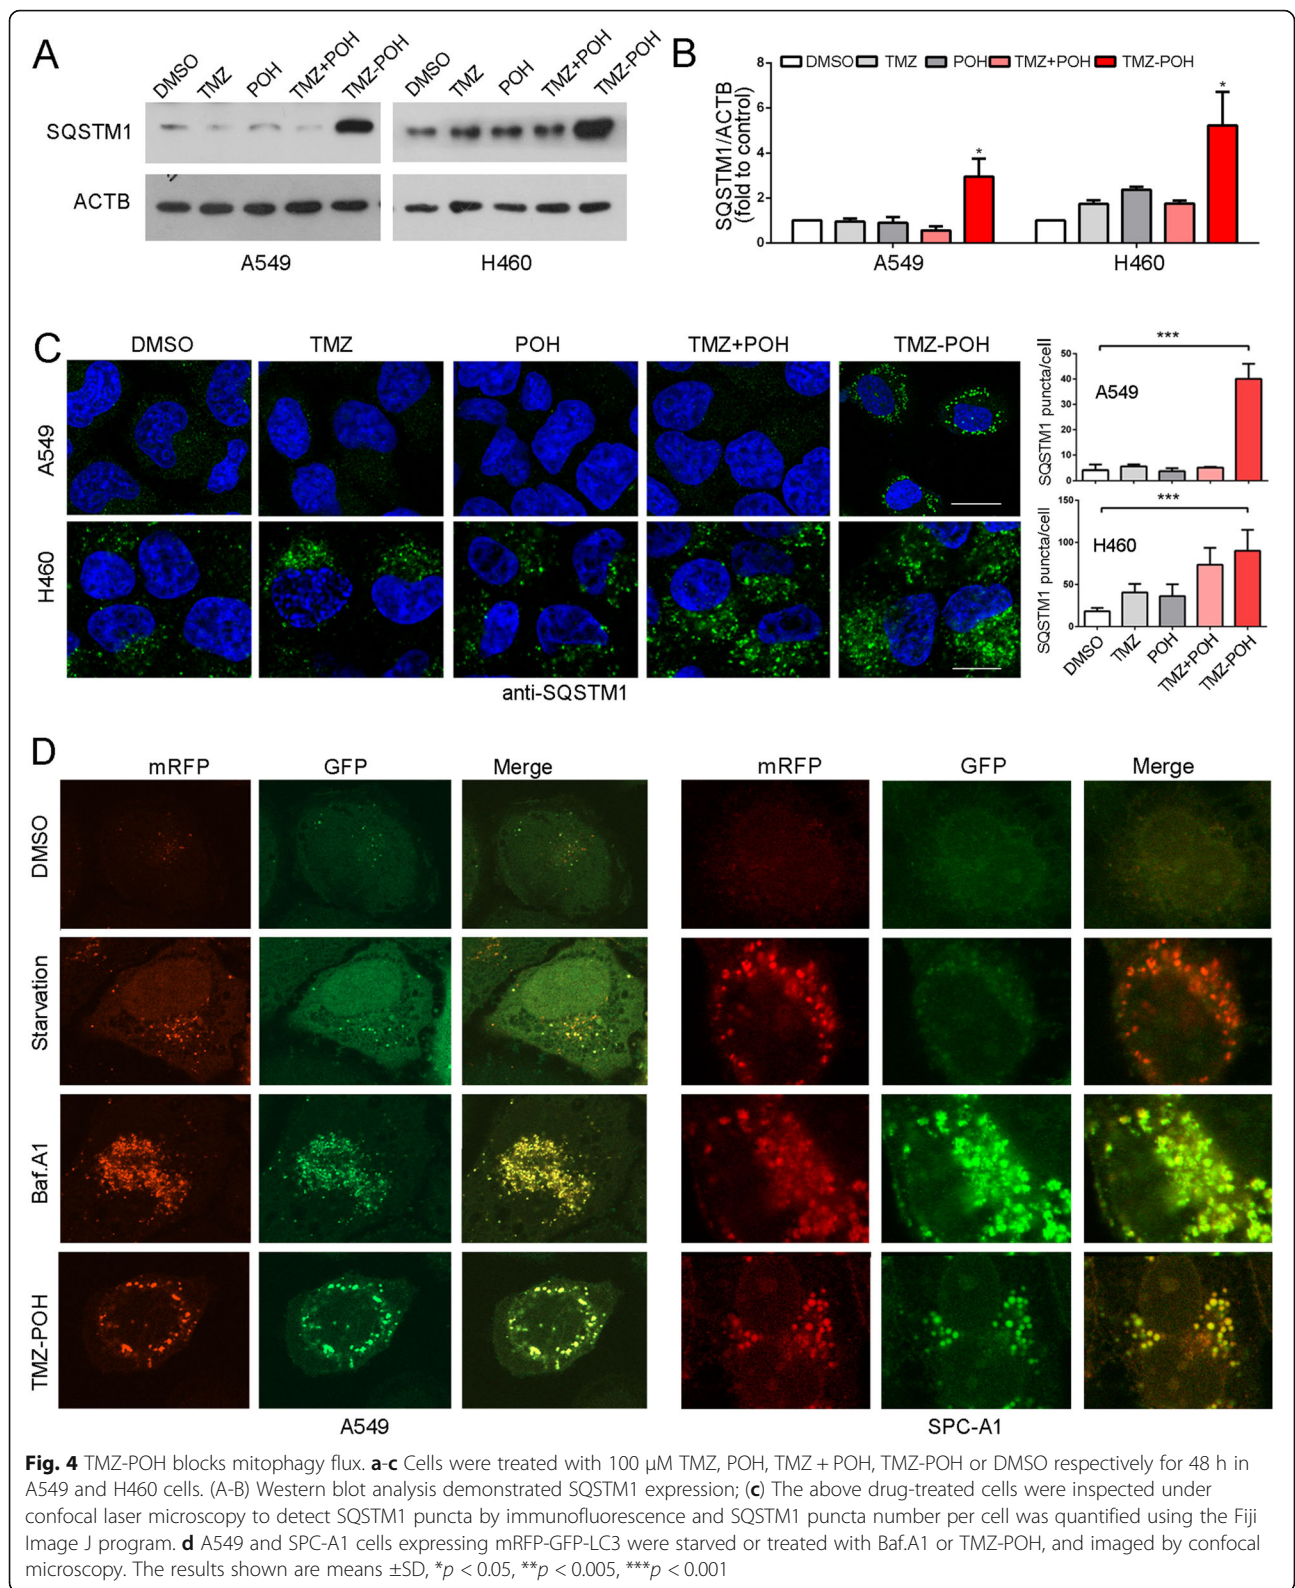 A
DMSO TMZ POH TMZ+POH TMZ-POH DMSO TMZ POH TMZ+POH TMZ-POH
SQSTM1
ACTB
A549 H460
B
DMSO TMZ POH TMZ+POH TMZ-POH
SQSTM1/ACTB
(fold to control)
8
6
4
2
0
* *
A549 H460
C
DMSO TMZ POH TMZ+POH TMZ-POH
A549
H460
anti-SQSTM1
SQSTM1 puncta/cell
50
40
30
20
10
0
***
A549
SQSTM1 puncta/cell
150
100
50
0
***
H460
DMSO TMZ POH TMZ+POH TMZ-POH
D
mRFP GFP Merge mRFP GFP Merge
DMSO
Starvation
Baf.A1
TMZ-POH
A549 SPC-A1
Fig. 4 TMZ-POH blocks mitophagy flux. a-c Cells were treated with 100 μM TMZ, POH, TMZ + POH, TMZ-POH or DMSO respectively for 48 h in
A549 and H460 cells. (A-B) Western blot analysis demonstrated SQSTM1 expression; (c) The above drug-treated cells were inspected under
confocal laser microscopy to detect SQSTM1 puncta by immunofluorescence and SQSTM1 puncta number per cell was quantified using the Fiji
Image J program. d A549 and SPC-A1 cells expressing mRFP-GFP-LC3 were starved or treated with Baf.A1 or TMZ-POH, and imaged by confocal
microscopy. The results shown are means ±SD, *p < 0.05, **p < 0.005, ***p < 0.001